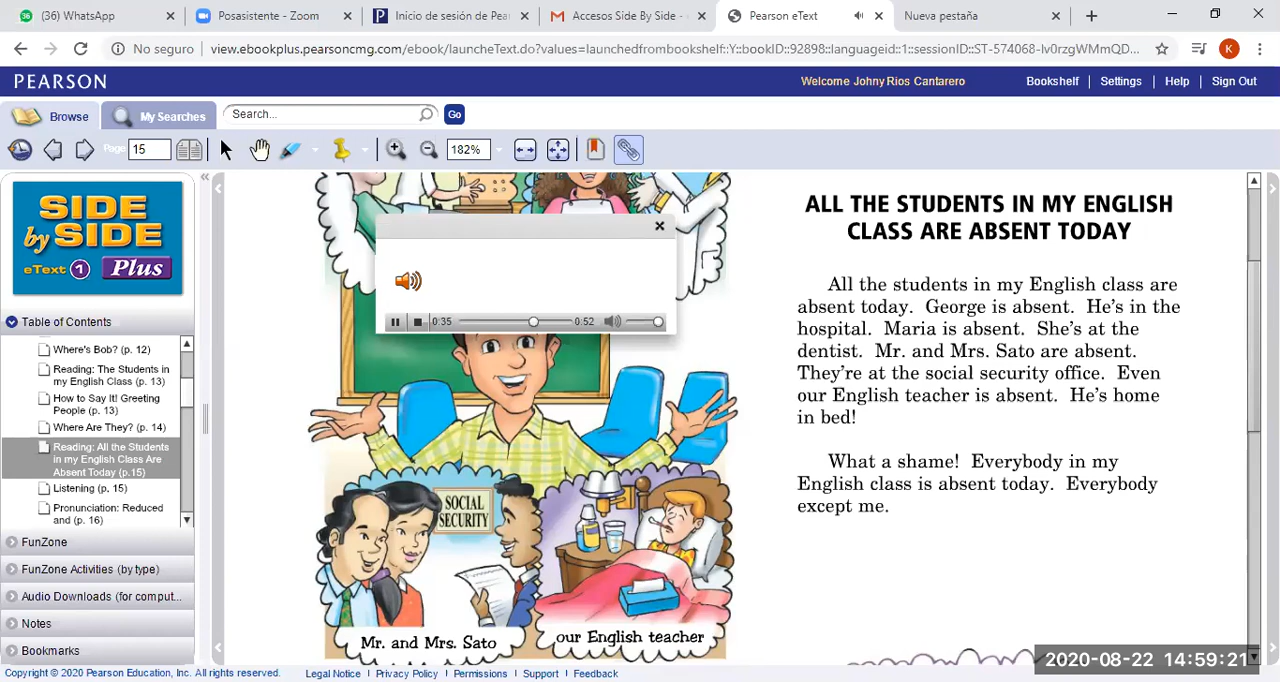 (36) WhatsApp
Posasistente - Zoom
Inicio de sesión de Pe
Accesos Side By Side -
Pearson eText
Nueva pestaña
No seguro
view.ebookplus.pearsoncmg.com/ebook/launcheText.do?values=launchedfrombookshelf::Y::bookID::92898::languageid::1::sessionID::ST-574068-lv0rzgWMmQD...
K
PEARSON
Welcome Johny Rios Cantarero
Bookshelf
Settings
Help
Sign Out
Browse
My Searches
Search...
Go
Page
15
182%
SIDE
by SIDE
eText 1 Plus
Table of Contents
Where's Bob? (p. 12)
Reading: The Students
in my English Class (p. 13)
How to Say It! Greeting
People (p. 13)
Where Are They? (p. 14)
Reading: All the Students
in my English Class Are
Absent Today (p.15)
Listening (p. 15)
Pronunciation: Reduced
and (p. 16)
FunZone
FunZone Activities (by type)
Audio Downloads (for comput...
Notes
Bookmarks
0:35
0:52
SOCIAL
SECURITY
Mr. and Mrs. Sato
our English teacher
ALL THE STUDENTS IN MY ENGLISH
CLASS ARE ABSENT TODAY
All the students in my English class are
absent today. George is absent. He's in the
hospital. Maria is absent. She's at the
dentist. Mr. and Mrs. Sato are absent.
They're at the social security office. Even
our English teacher is absent. He's home
in bed!
What a shame! Everybody in my
English class is absent today. Everybody
except me.
2020-08-22 14:59:21
Copyright © 2020 Pearson Education, Inc. All rights reserved.
Legal Notice | Privacy Policy | Permissions | Support | Feedback